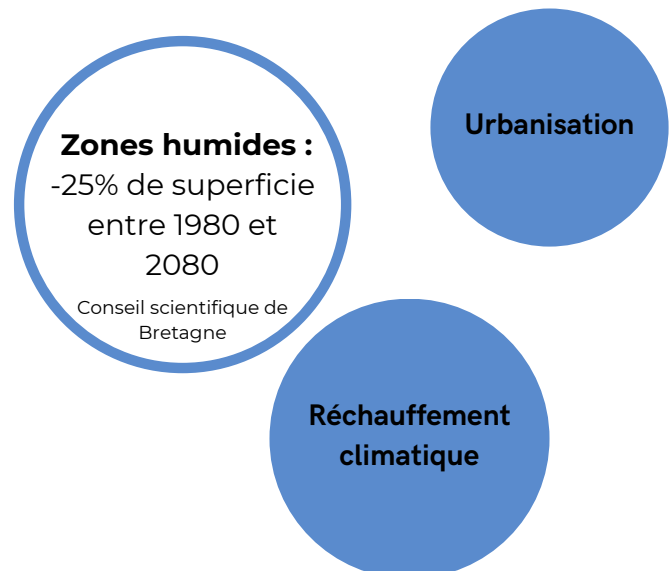 Zones humides :
-25% de superficie
entre 1980 et
2080
Conseil scientifique de
Bretagne
Urbanisation
Réchauffement
climatique